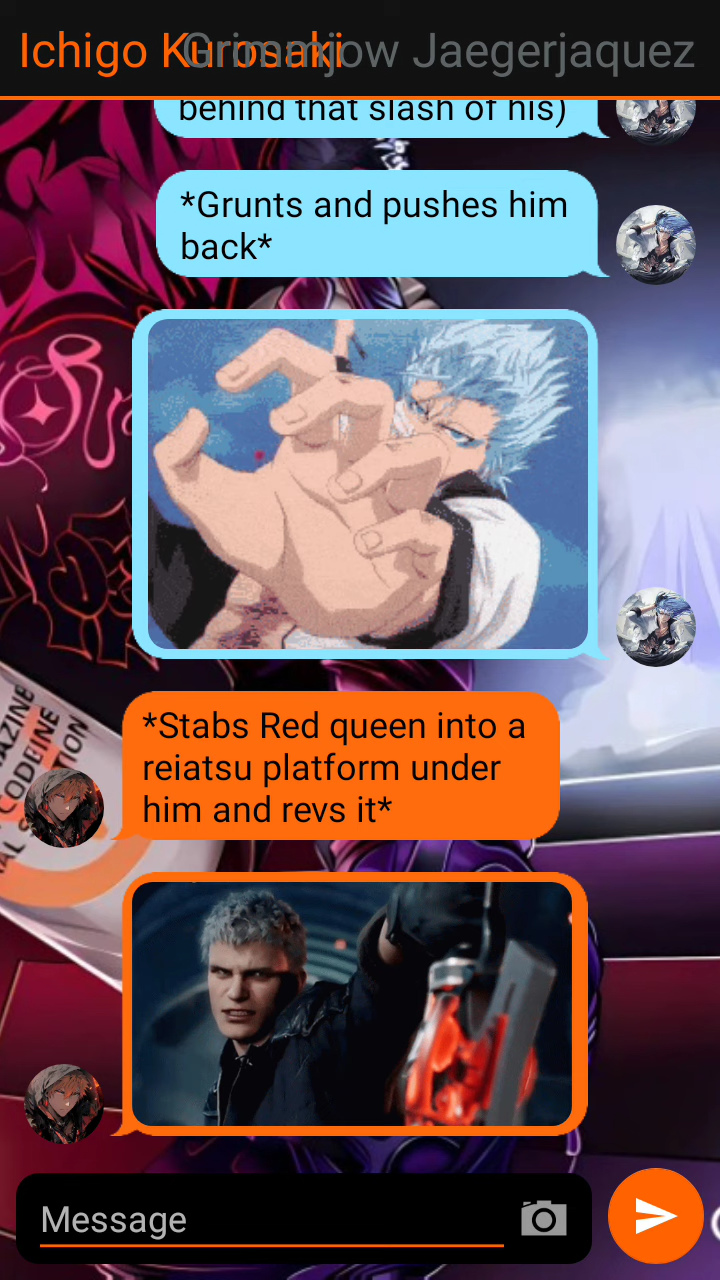 Ichigo Kurosaki
Grimmjow Jaegerjaquez
behind that slash of his)
*Grunts and pushes him
back*
*Stabs Red queen into a
reiatsu platform under
him and revs it*
CODEINE
Message